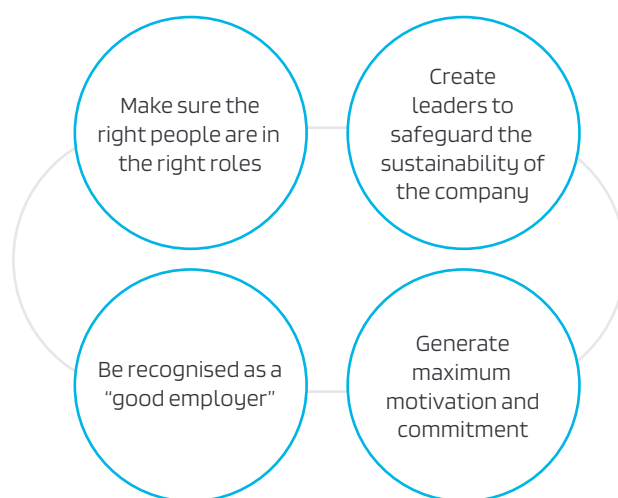 Make sure the
right people are in
the right roles
Create
leaders to
safeguard the
sustainability of
the company
Be recognised as a
“good employer”
Generate
maximum
motivation and
commitment